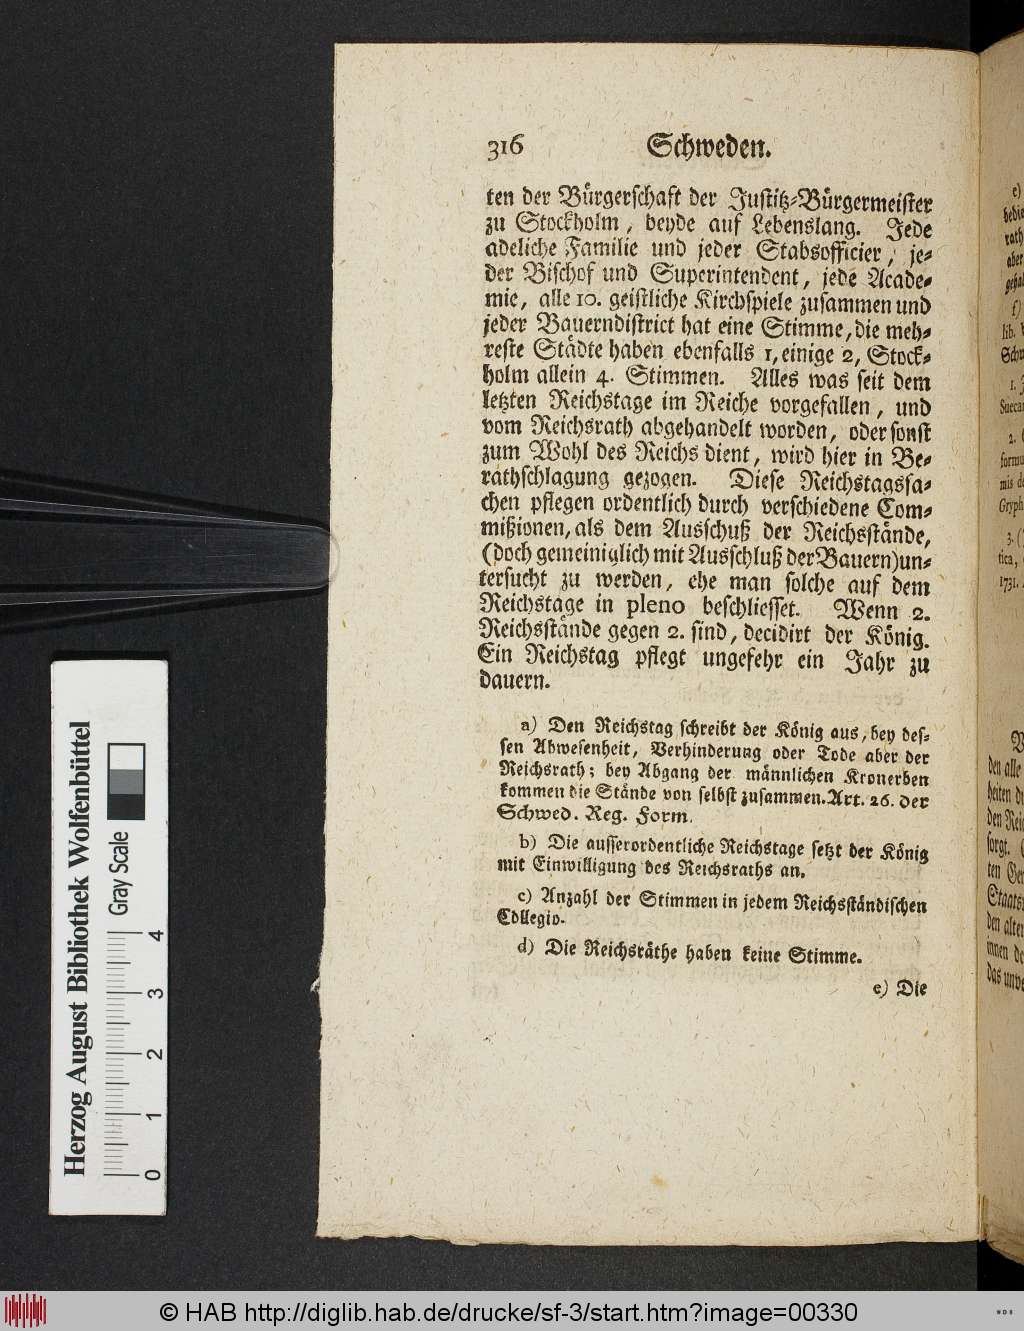 316 Schweden.
ten der Bürgerschaft der Justitz-Bürgermeister
zu Stockholm, beyde auf Lebenslang. Jede
adeliche Familie und jeder Stabsofficier, je-
der Bischof und Superintendent, jede Acade-
mie, alle 10. geistliche Kirchspiele zusammen und
jeder Bauerndistrict hat eine Stimme, die meh-
reste Städte haben ebenfalls 1, einige 2, Stock-
holm allein 4. Stimmen. Alles was seit dem
letzten Reichstage im Reiche vorgefallen, und
vom Reichsrath abgehandelt worden, oder sonst
zum Wohl des Reichs dient, wird hier in Be-
rathschlagung gezogen. Diese Reichstagssa-
chen pflegen ordentlich durch verschiedene Com-
mißionen, als dem Ausschuß der Reichsstände,
(doch gemeiniglich mit Ausschluß der Bauern) un-
tersucht zu werden, ehe man solche auf dem
Reichstage in pleno beschliesset. Wenn 2.
Reichsstände gegen 2. sind, decidirt der König.
Ein Reichstag pflegt ungefehr ein Jahr zu
dauern.
a) Den Reichstag schreibt der König aus, bey des-
sen Abwesenheit, Verhinderung oder Tode aber der
Reichsrath; bey Abgang der männlichen Kronerben
kommen die Stände von selbst zusammen. Art. 26. der
Schwed. Reg. Form.
b) Die ausserordentliche Reichstage setzt der König
mit Einwilligung des Reichsraths an.
c) Anzahl der Stimmen in jedem Reichsständischen
Collegio.
d) Die Reichsräthe haben keine Stimme.
e) Die
Herzog August Bibliothek Wolfenbüttel
Gray Scale
0 1 2 3 4
© HAB http://diglib.hab.de/drucke/sf-3/start.htm?image=00330